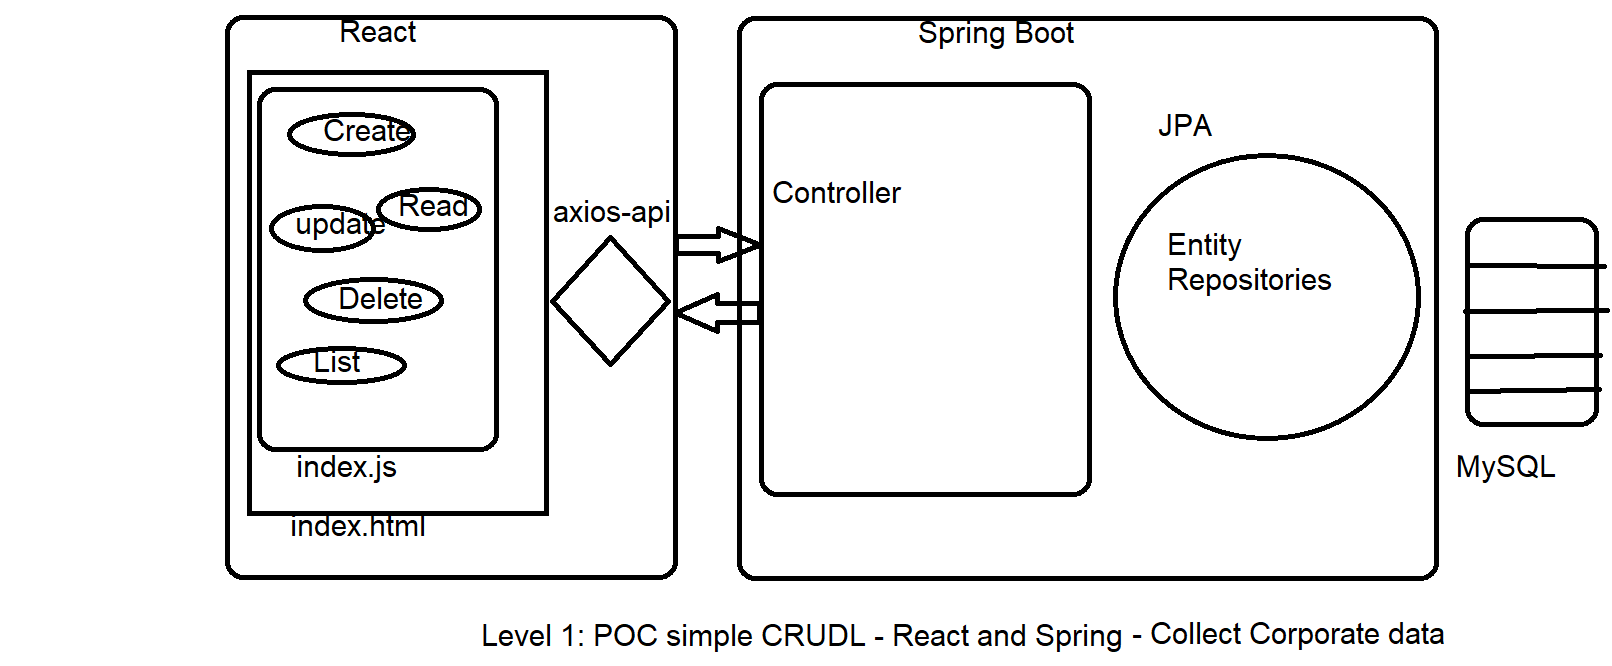 React
Create
Read
update
Delete
List
index.js
index.html
axios-api
Spring Boot
Controller
JPA
Entity
Repositories
MySQL
Level 1: POC simple CRUDL - React and Spring - Collect Corporate data